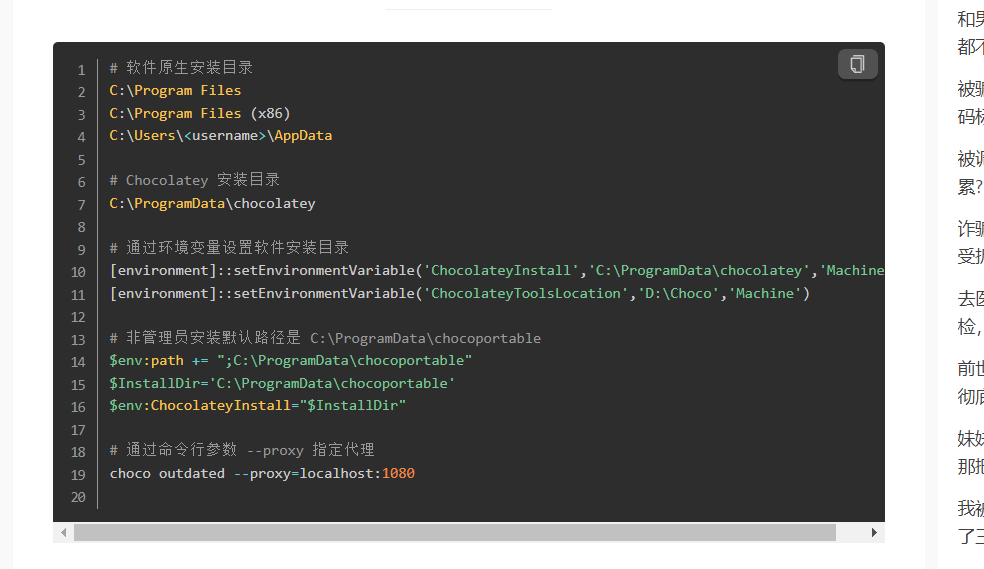 1 # 软件原生安装目录
2 C:\Program Files
3 C:\Program Files (x86)
4 C:\Users\<username>\AppData
5
6 # Chocolatey 安装目录
7 C:\ProgramData\chocolatey
8
9 # 通过环境变量设置软件安装目录
10 [environment]::setEnvironmentVariable('ChocolateyInstall','C:\ProgramData\chocolatey','Machine
11 [environment]::setEnvironmentVariable('ChocolateyToolsLocation','D:\Choco','Machine')
12
13 # 非管理员安装默认路径是 C:\ProgramData\chocoportable
14 $env:path += ";C:\ProgramData\chocoportable"
15 $InstallDir='C:\ProgramData\chocoportable'
16 $env:ChocolateyInstall="$InstallDir"
17
18 # 通过命令行参数 --proxy 指定代理
19 choco outdated --proxy=localhost:1080
20
和男
都不
被骗
码标
被调
累?
诈骗
受折
去医
检,
前世
彻底
妹妹
那把
我被
了三